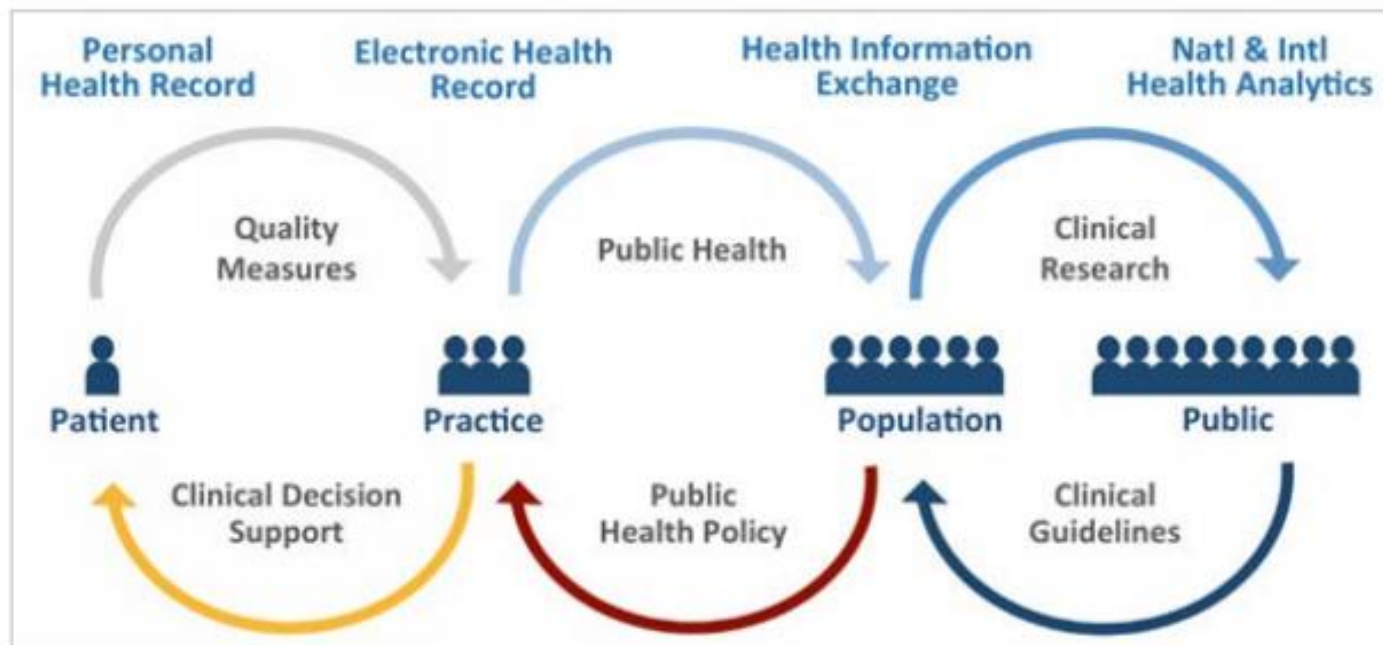 Personal
Health Record
Electronic Health
Record
Health Information
Exchange
Natl & Intl
Health Analytics
Quality
Measures
Public Health
Clinical
Research
Patient
Practice
Population
Public
Clinical Decision
Support
Public
Health Policy
Clinical
Guidelines